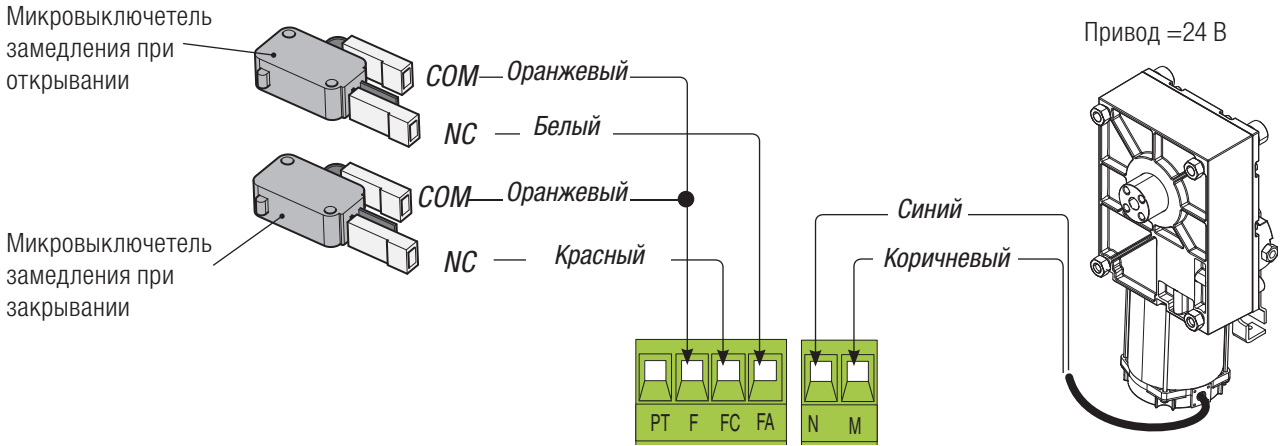 Микровыключетель
замедления при
открывании
Привод =24 В
COM Оранжевый
NC Белый
COM Оранжевый
NC Красный
Микровыключетель
замедления при
закрывании
Синий
Коричневый
PT F FC FA N M